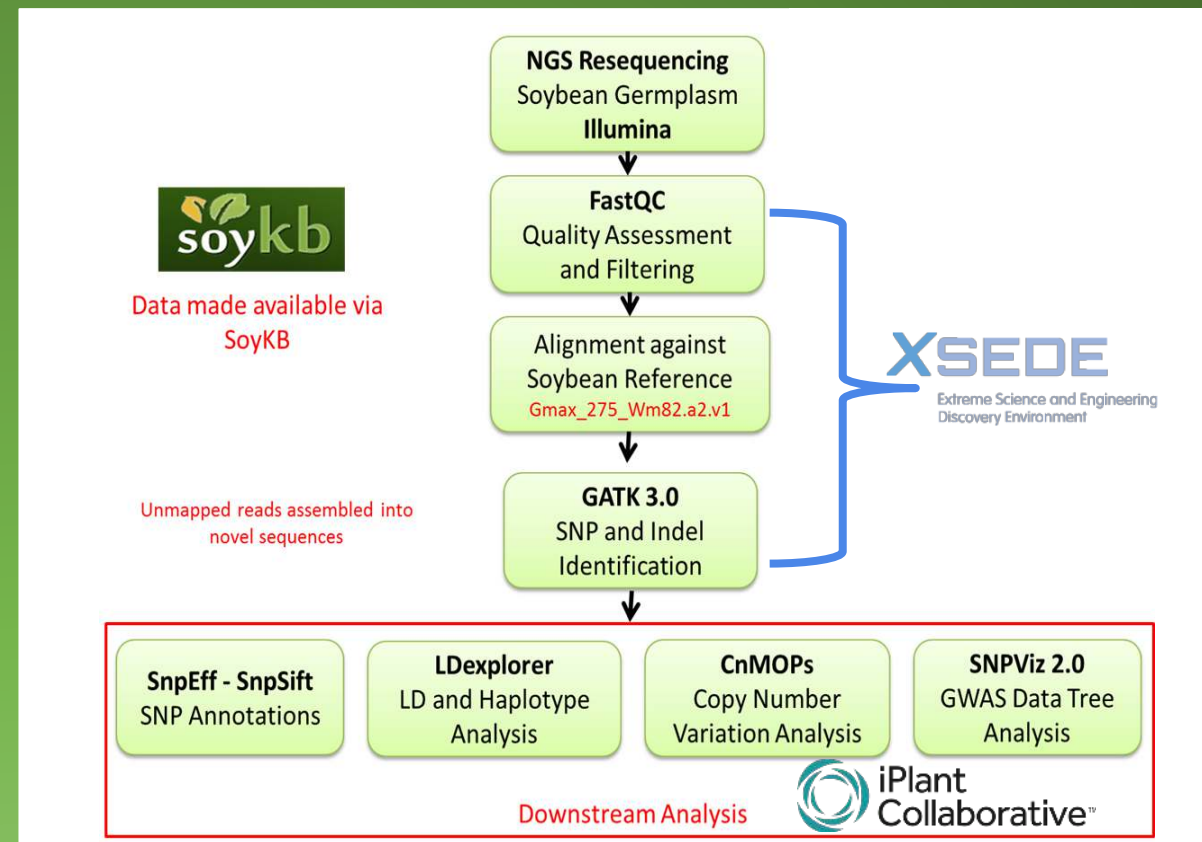 NGS Resequencing
Soybean Germplasm
Illumina
FastQC
Quality Assessment
and Filtering
soykb
Data made available via
SoyKB
Alignment against
Soybean Reference
Gmax_275_Wm82.a2.v1
XSEDE
Extreme Science and Engineering
Discovery Environment
Unmapped reads assembled into
novel sequences
GATK 3.0
SNP and Indel
Identification
SnpEff - SnpSift
SNP Annotations
LDexplorer
LD and Haplotype
Analysis
CnMOPs
Copy Number
Variation Analysis
SNPViz 2.0
GWAS Data Tree
Analysis
Downstream Analysis
iPlant
Collaborative™